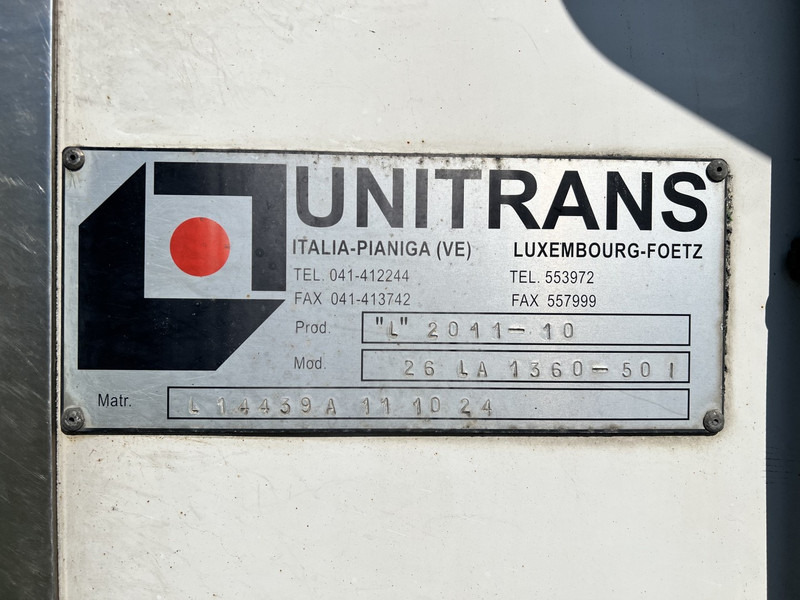 UNITRANS
ITALIA-PIANIGA (VE) LUXEMBOURG-FOETZ
TEL. 041-412244 TEL. 553972
FAX 041-413742 FAX 557999
Prod. "L" 2011-10
Mod. 26 LA 1360-50I
Matr. L 14439A 11 10 24